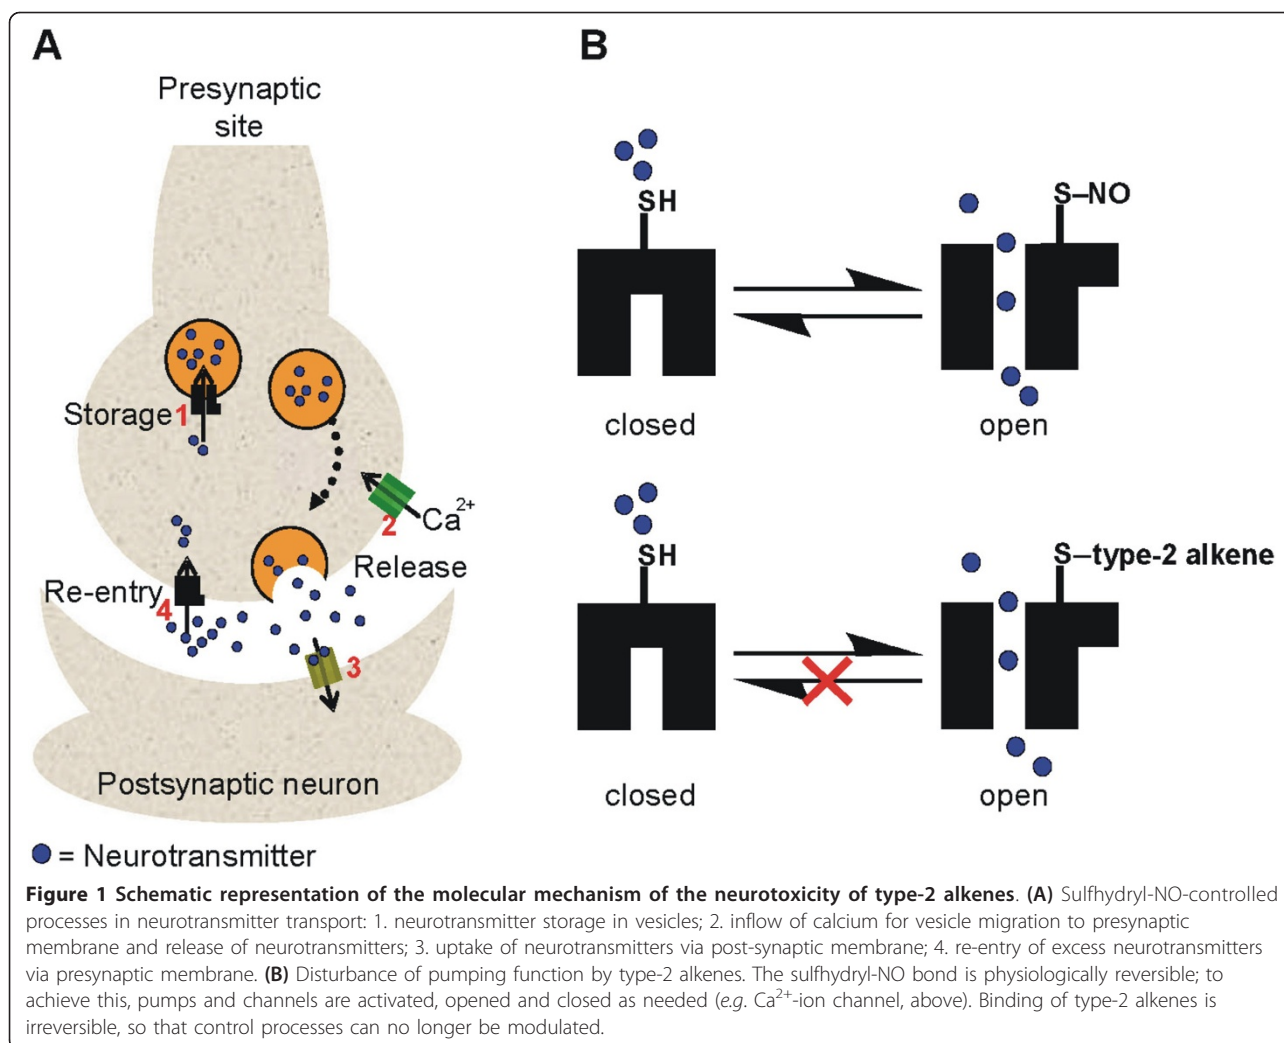 A
Presynaptic
site
Storage 1
2
Ca²⁺
Release
Re-entry
4
3
Postsynaptic neuron
= Neurotransmitter
B
SH
S–NO
closed
open
SH
S–type-2 alkene
closed
open
Figure 1 Schematic representation of the molecular mechanism of the neurotoxicity of type-2 alkenes. (A) Sulfhydryl-NO-controlled
processes in neurotransmitter transport: 1. neurotransmitter storage in vesicles; 2. inflow of calcium for vesicle migration to presynaptic
membrane and release of neurotransmitters; 3. uptake of neurotransmitters via post-synaptic membrane; 4. re-entry of excess neurotransmitters
via presynaptic membrane. (B) Disturbance of pumping function by type-2 alkenes. The sulfhydryl-NO bond is physiologically reversible; to
achieve this, pumps and channels are activated, opened and closed as needed (e.g. Ca²⁺-ion channel, above). Binding of type-2 alkenes is
irreversible, so that control processes can no longer be modulated.